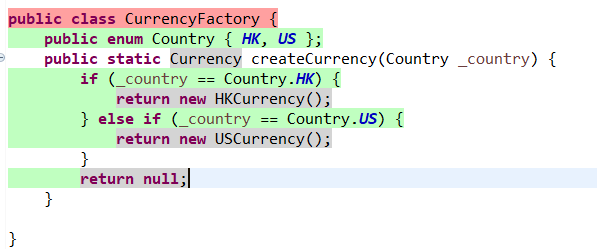 public class CurrencyFactory {
    public enum Country { HK, US };
    public static Currency createCurrency(Country _country) {
        if (_country == Country.HK) {
            return new HKCurrency();
        } else if (_country == Country.US) {
            return new USCurrency();
        }
        return null;
    }
}